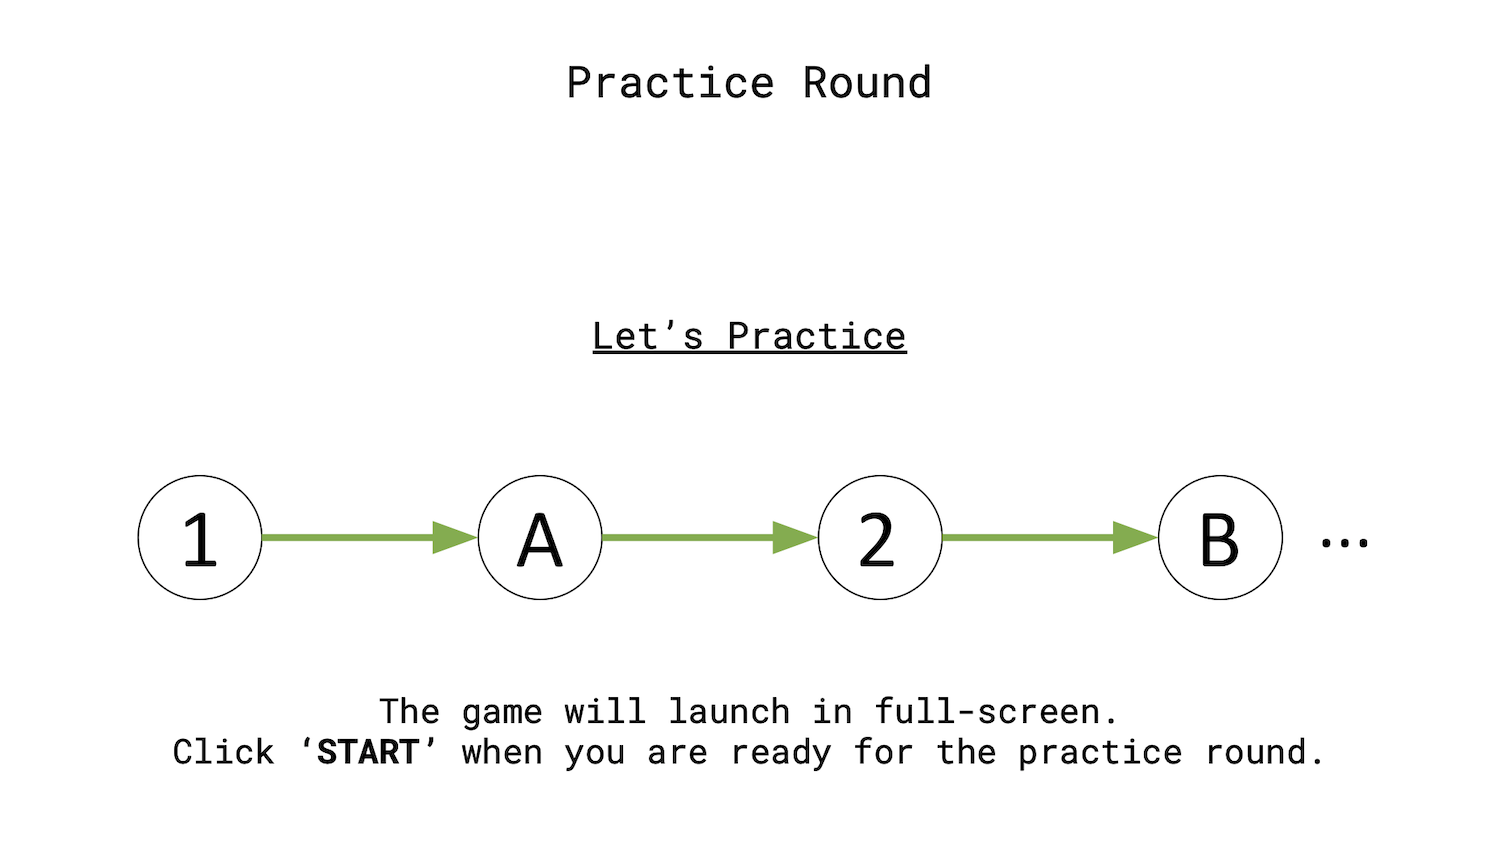 Practice Round
Let’s Practice
1 A 2 B ...
The game will launch in full-screen.
Click ‘START’ when you are ready for the practice round.